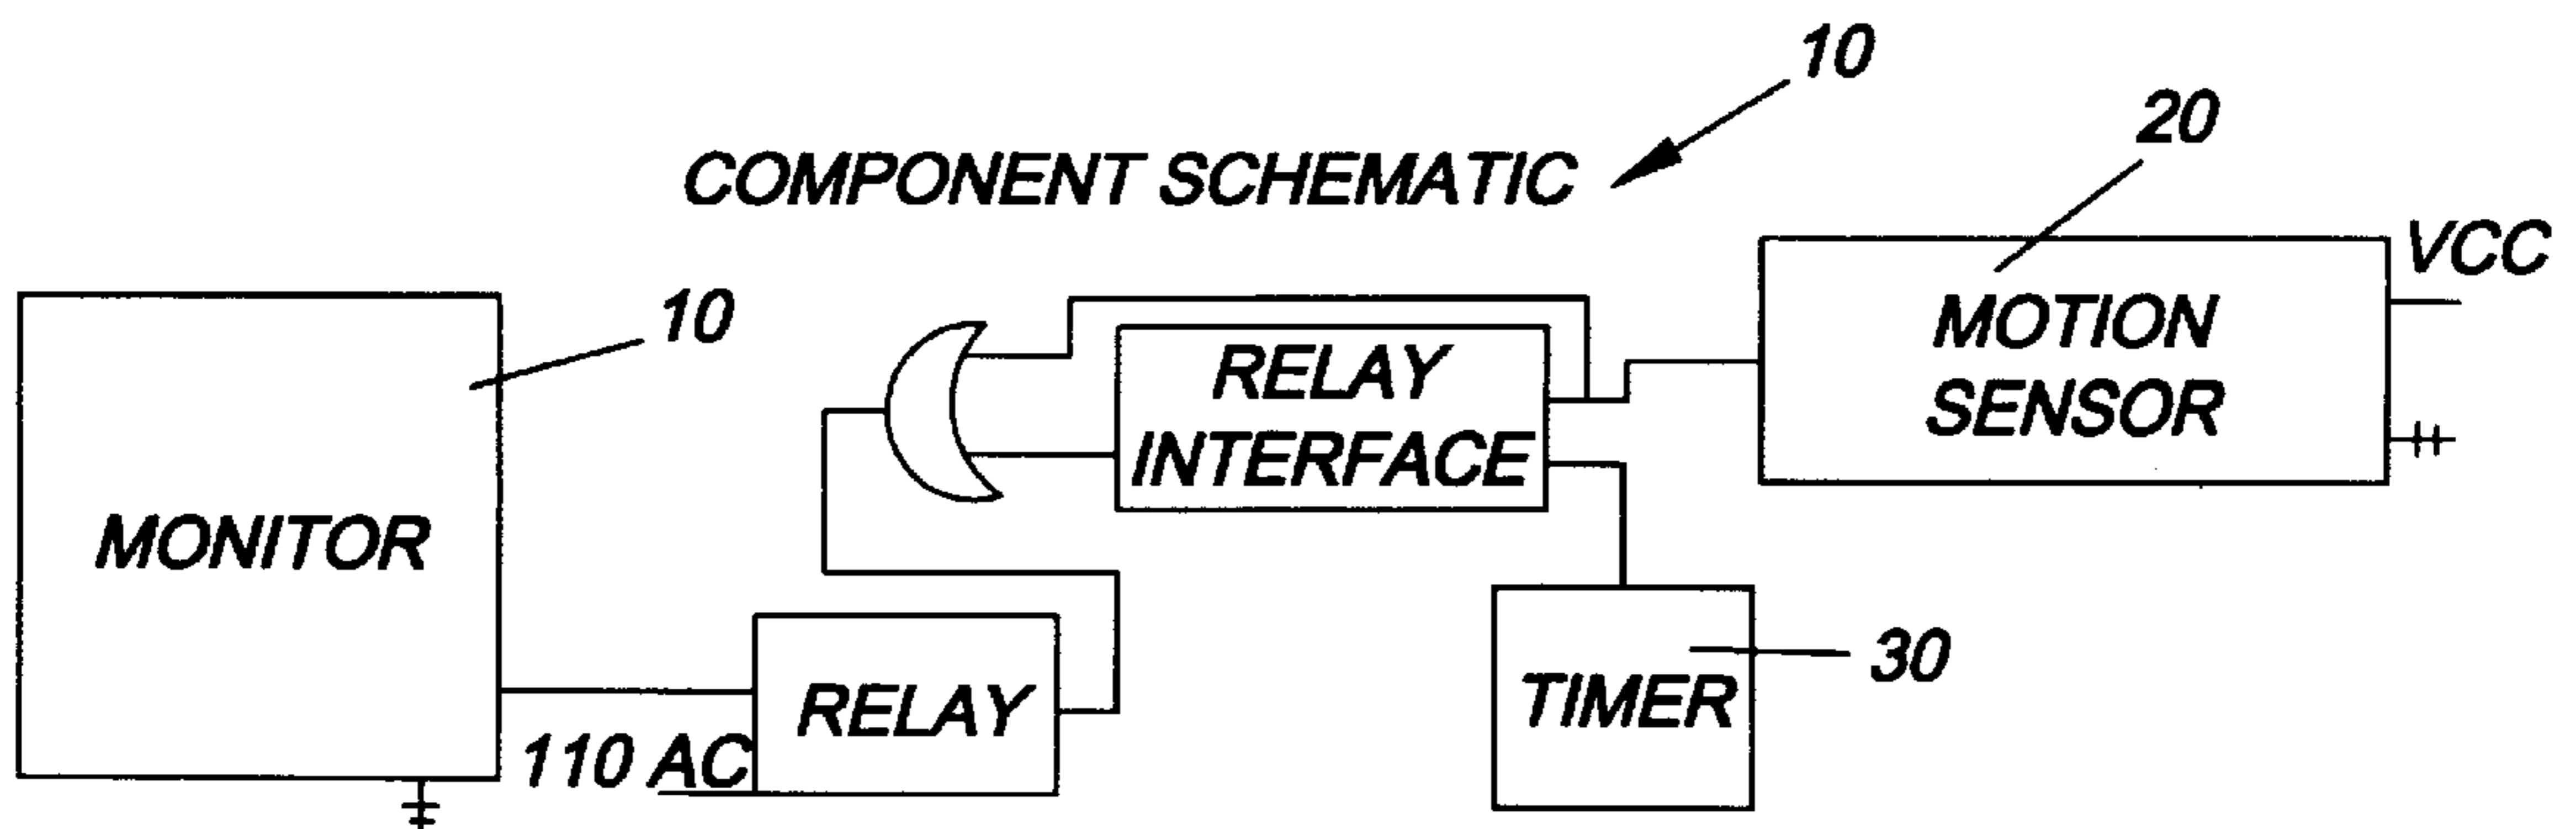 10
COMPONENT SCHEMATIC
20
VCC
MOTION
SENSOR
10
RELAY
INTERFACE
MONITOR
30
TIMER
RELAY
110 AC